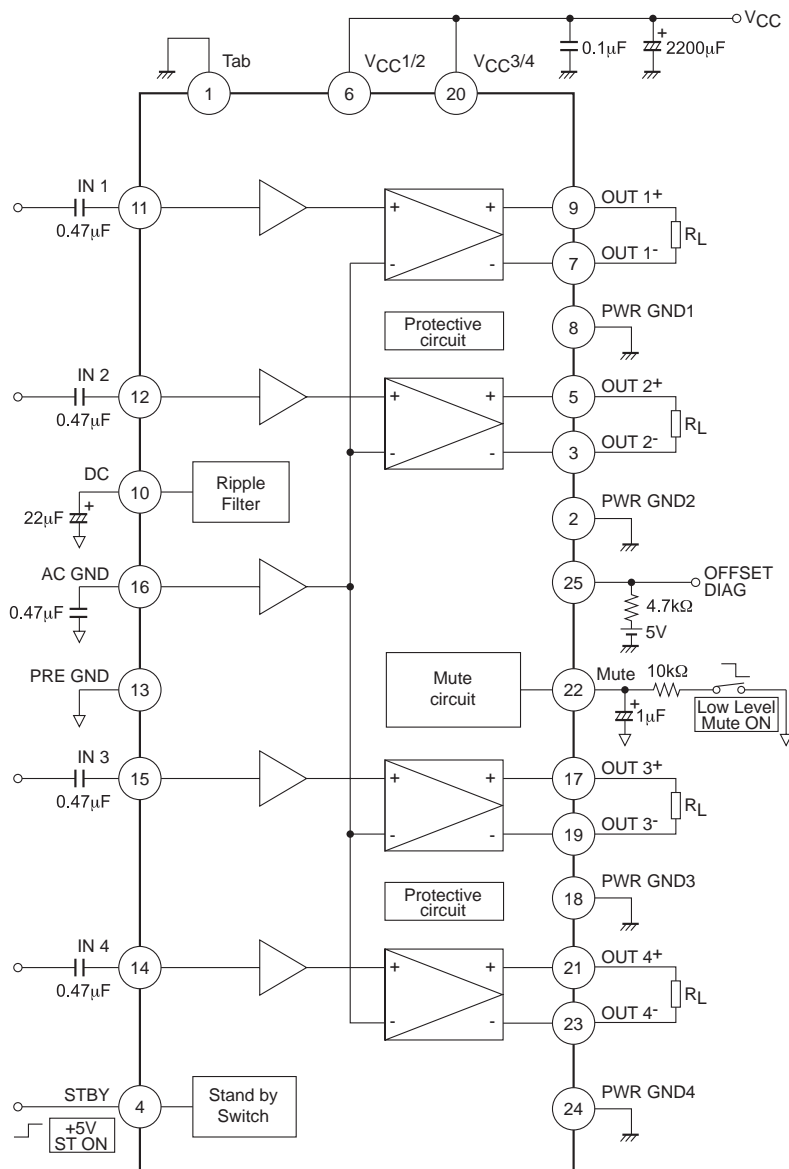 VCC
Tab
VCC1/2
VCC3/4
0.1µF
2200µF
+
1
6
20
IN 1
0.47µF
11
+
+
-
-
9
OUT 1+
7
OUT 1-
RL
Protective
circuit
8
PWR GND1
IN 2
0.47µF
12
+
+
-
-
5
OUT 2+
3
OUT 2-
RL
DC
+
22µF
10
Ripple
Filter
2
PWR GND2
AC GND
0.47µF
16
25
OFFSET
DIAG
4.7kΩ
5V
PRE GND
13
Mute
circuit
22
Mute
10kΩ
+
1µF
Low Level
Mute ON
IN 3
0.47µF
15
+
+
-
-
17
OUT 3+
19
OUT 3-
RL
Protective
circuit
18
PWR GND3
IN 4
0.47µF
14
+
+
-
-
21
OUT 4+
23
OUT 4-
RL
STBY
+5V
ST ON
4
Stand by
Switch
24
PWR GND4